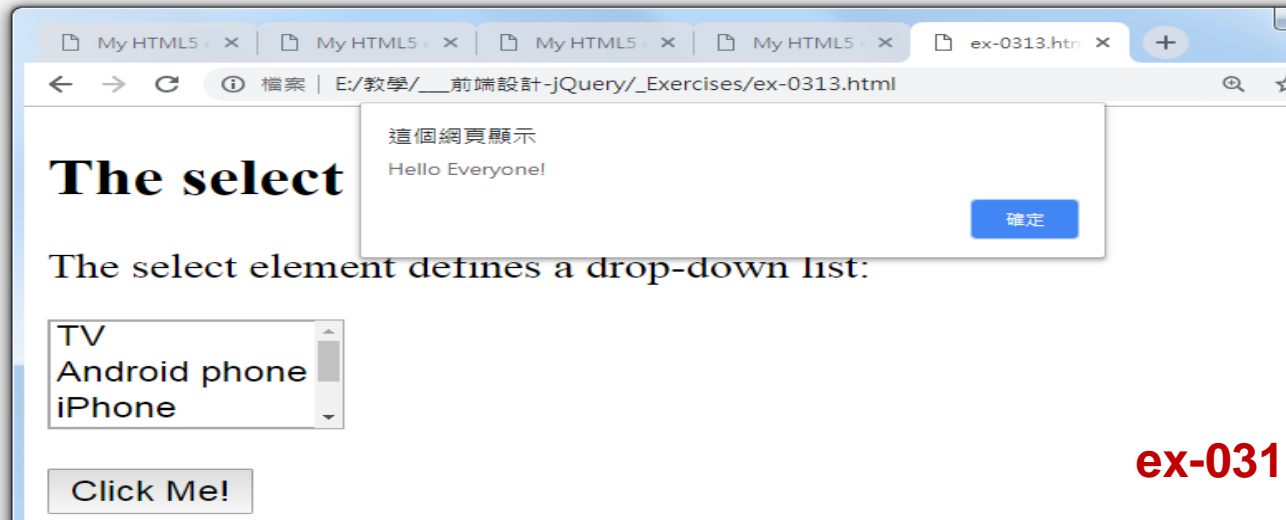 My HTML5
My HTML5
My HTML5
My HTML5
ex-0313.htm
檔案 | E:/教學/___前端設計-jQuery/_Exercises/ex-0313.html
這個網頁顯示
Hello Everyone!
確定
The select
The select element defines a drop-down list:
TV
Android phone
iPhone
Click Me!
ex-031